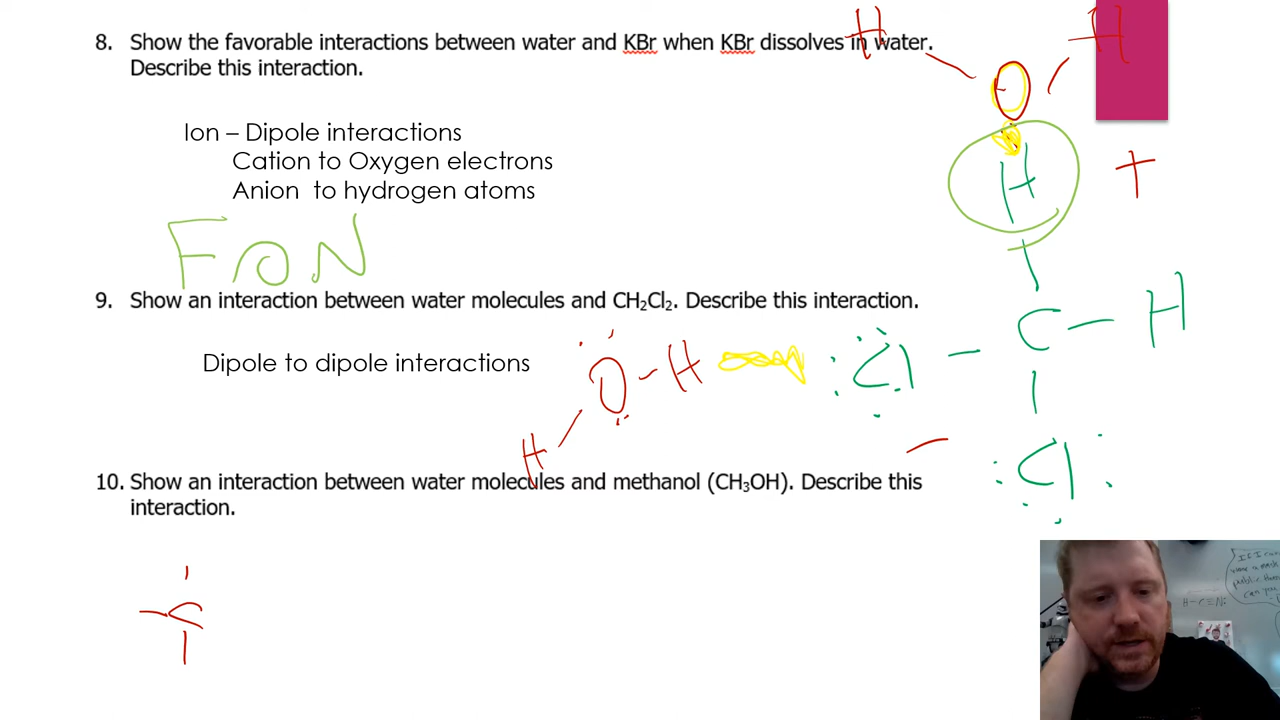 8. Show the favorable interactions between water and KBr when KBr dissolves in water.
Describe this interaction.
H H
O
Ion – Dipole interactions
Cation to Oxygen electrons
Anion to hydrogen atoms
H +
FON
9. Show an interaction between water molecules and CH₂Cl₂. Describe this interaction.
C – H
Dipole to dipole interactions
O – H :Cl –
H
–
:Cl:
10. Show an interaction between water molecules and methanol (CH₃OH). Describe this
interaction.
– C
H – C ≡ N: